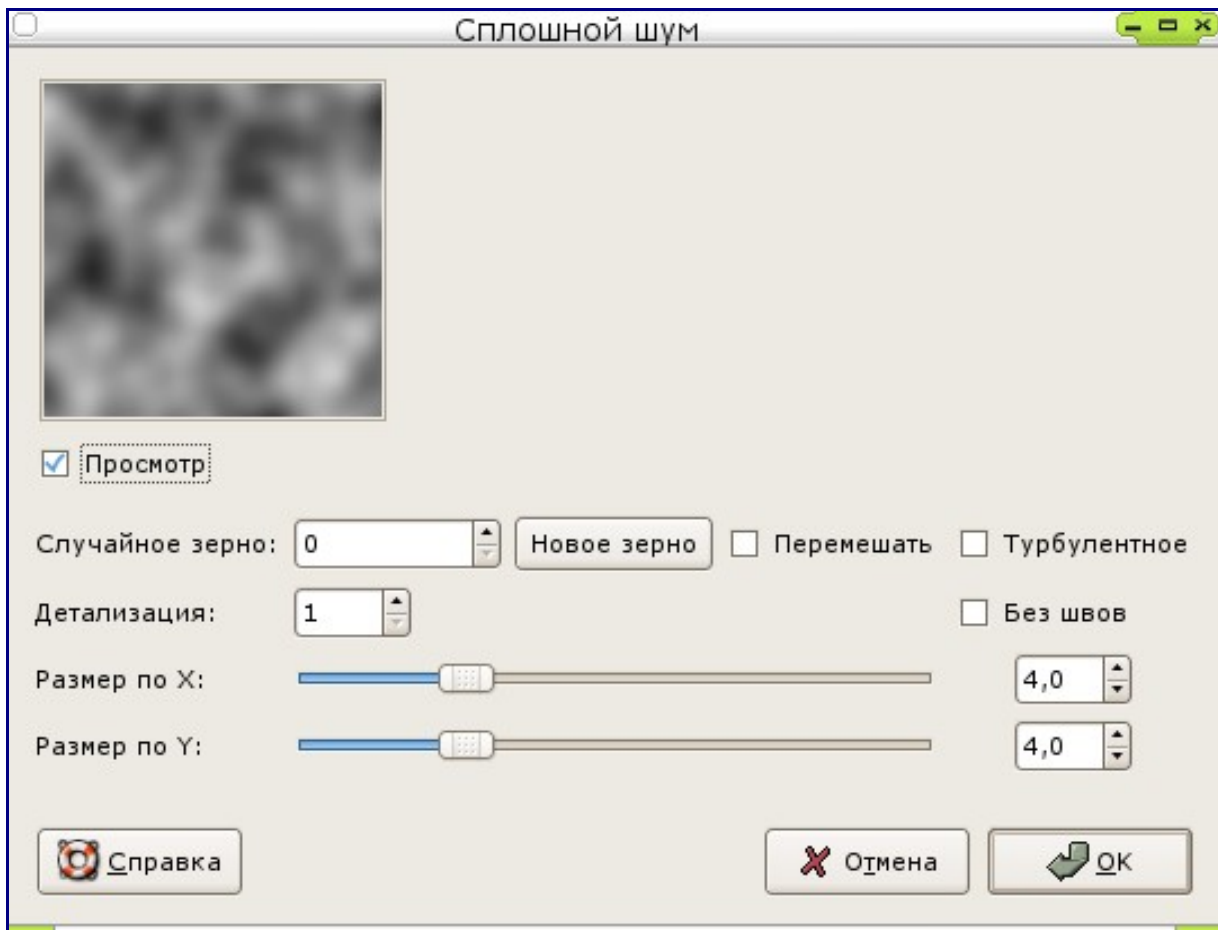 Сплошной шум
Просмотр
Случайное зерно: 0 Новое зерно Перемешать Турбулентное
Детализация: 1 Без швов
Размер по X: 4,0
Размер по Y: 4,0
Справка Отмена OK